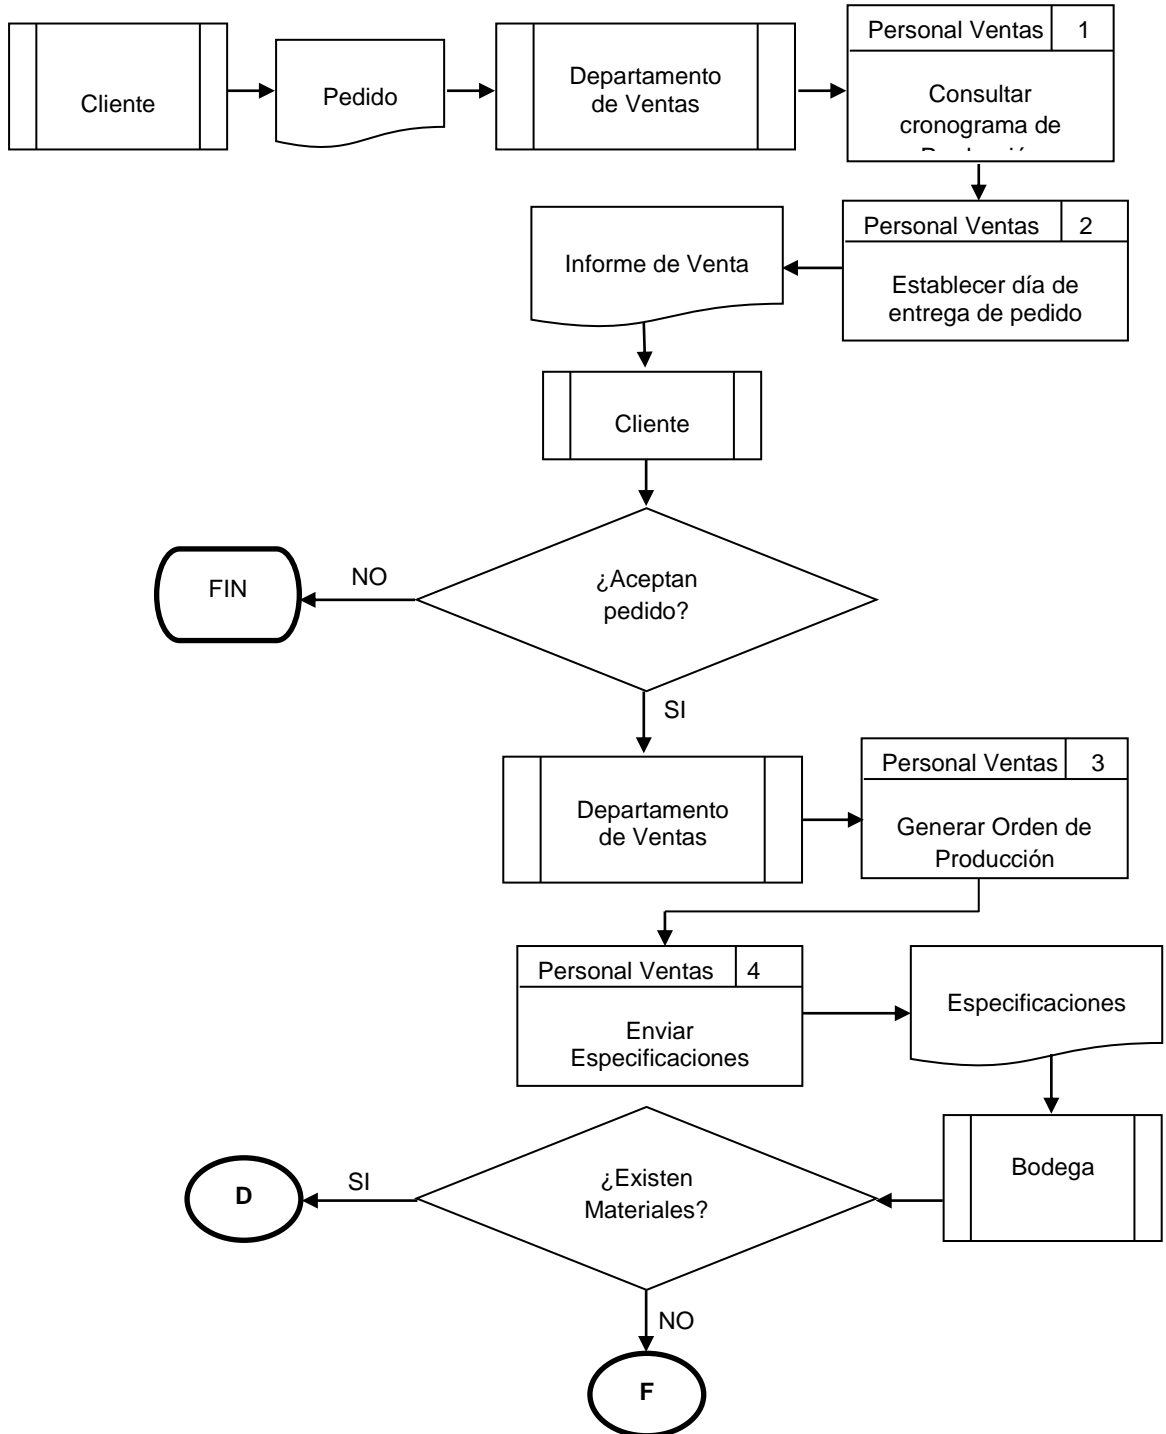 Cliente
Pedido
Departamento
de Ventas
Personal Ventas 1
Consultar
cronograma de
Personal Ventas 2
Establecer día de
entrega de pedido
Informe de Venta
Cliente
¿Aceptan
pedido?
NO
FIN
SI
Departamento
de Ventas
Personal Ventas 3
Generar Orden de
Producción
Personal Ventas 4
Enviar
Especificaciones
Especificaciones
Bodega
¿Existen
Materiales?
SI
D
NO
F